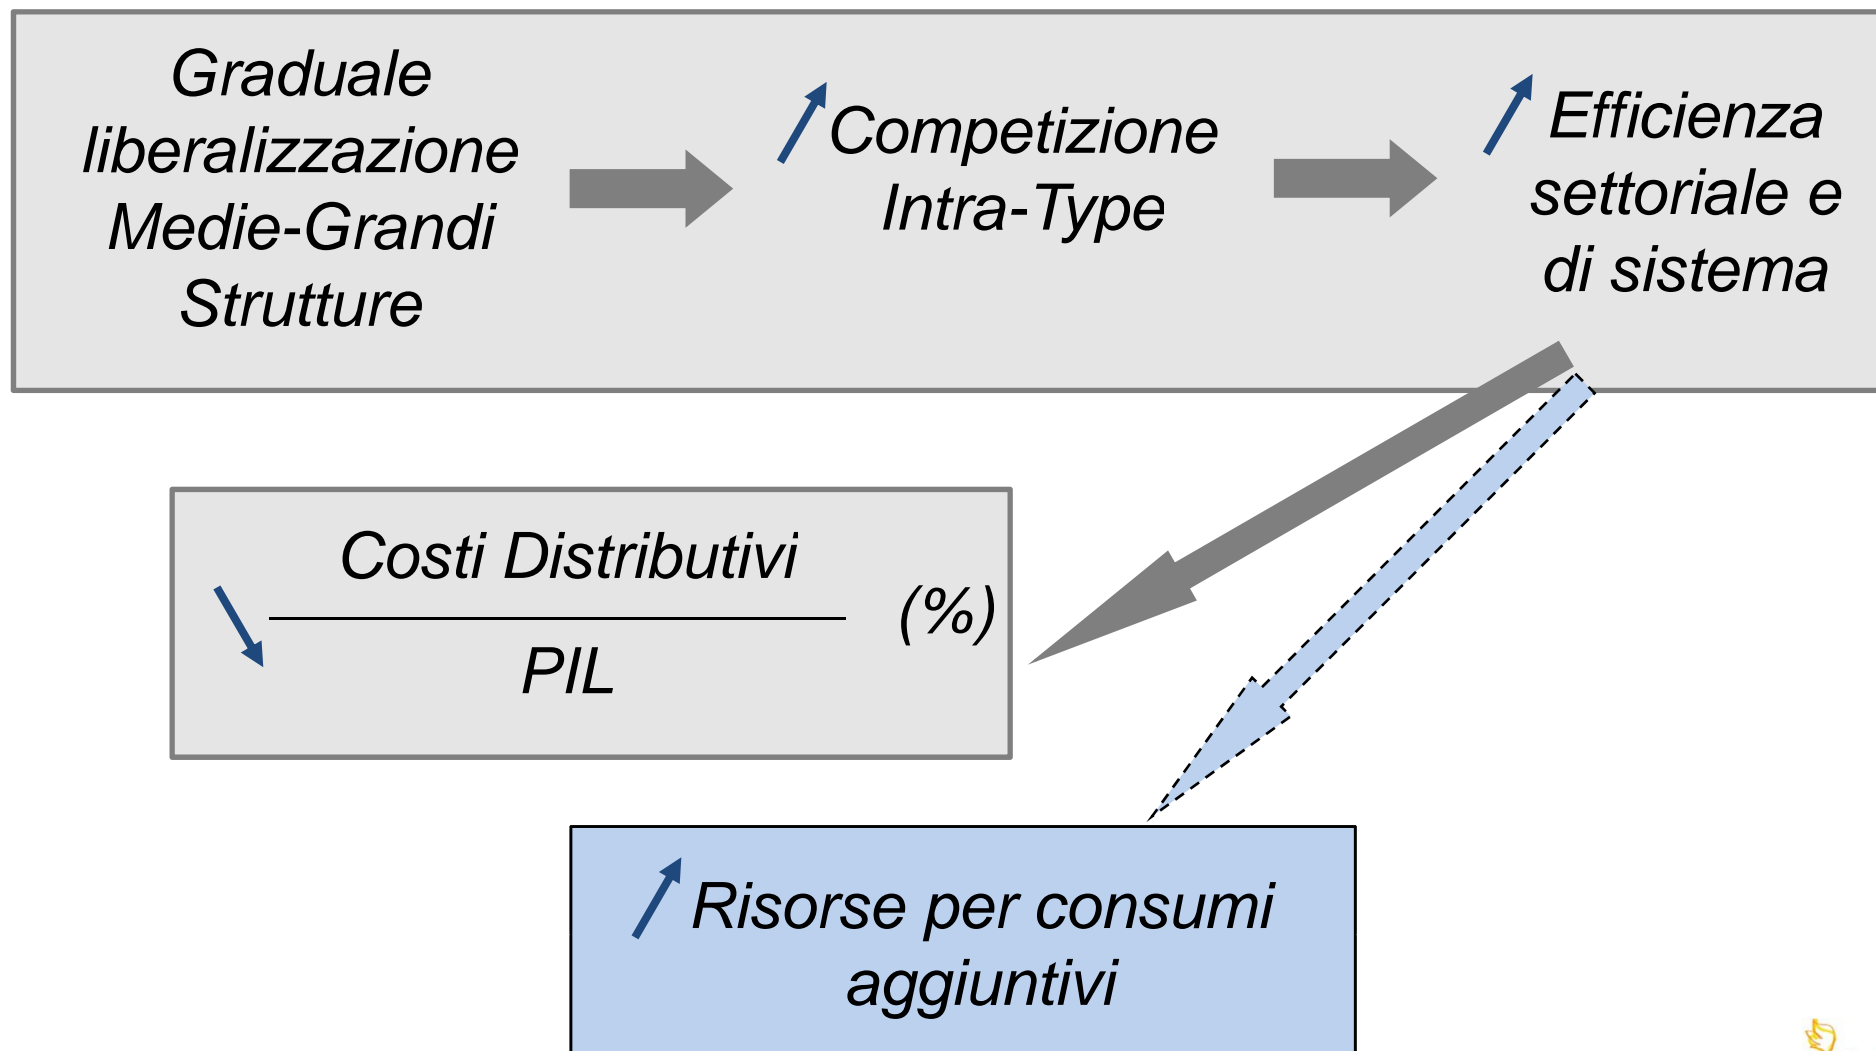 Graduale
liberalizzazione
Medie-Grandi
Strutture
Competizione
Intra-Type
Efficienza
settoriale e
di sistema
Costi Distributivi
(%)
PIL
Risorse per consumi
aggiuntivi